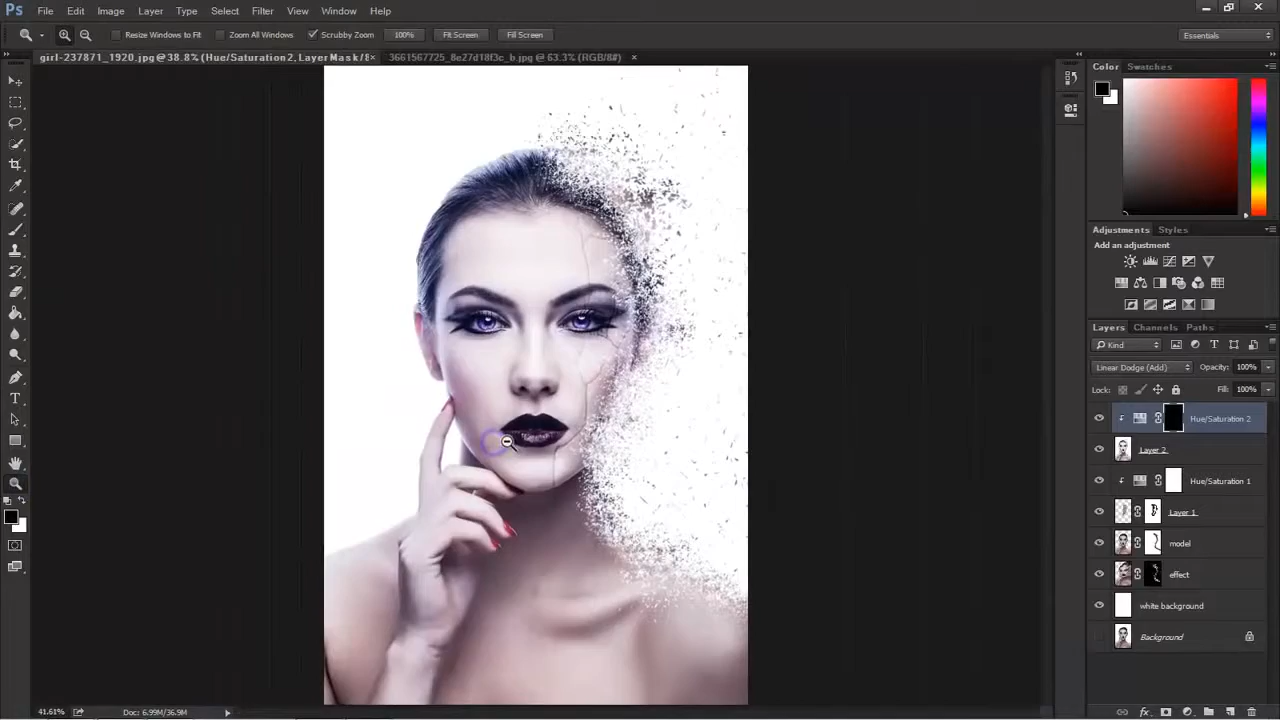 Ps File Edit Image Layer Type Select Filter View Window Help
Resize Windows to Fit Zoom All Windows Scrubby Zoom 100% Fit Screen Fill Screen Essentials
girl-237871_1920.jpg @ 38.8% (Hue/Saturation 2, Layer Mask/8) × 3661567725_8e27d18f3c_b.jpg @ 63.3% (RGB/8#) ×
Color Swatches
Adjustments Styles
Add an adjustment
Layers Channels Paths
Kind
Linear Dodge (Add) Opacity: 100%
Lock: Fill: 100%
Hue/Saturation 2
Layer 2
Hue/Saturation 1
Layer 1
model
effect
white background
Background
41.61% Doc: 6.99M/36.9M